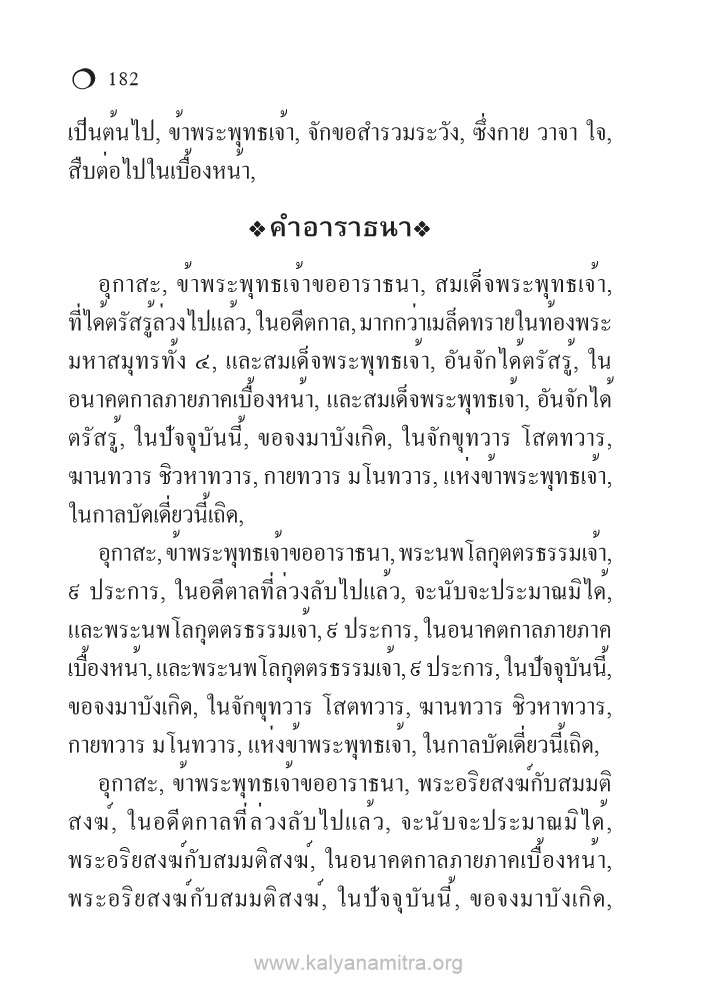 182
เป็นต้นไป, ข้าพระพุทธเจ้า, จักขอสำรวมระวัง, ซึ่งกาย วาจา ใจ,
สืบต่อไปในเบื้องหน้า,
❖คำอาราธนา❖
อุกาสะ, ข้าพระพุทธเจ้าขออาราธนา, สมเด็จพระพุทธเจ้า,
ที่ได้ตรัสรู้ล่วงไปแล้ว, ในอดีตกาล, มากกว่าเมล็ดทรายในท้องพระ
มหาสมุทรทั้ง ๔, และสมเด็จพระพุทธเจ้า, อันจักได้ตรัสรู้, ใน
อนาคตกาลภายภาคเบื้องหน้า, และสมเด็จพระพุทธเจ้า, อันจักได้
ตรัสรู้, ในปัจจุบันนี้, ขอจงมาบังเกิด, ในจักขุทวาร โสตทวาร,
ฆานทวาร ชิวหาทวาร, กายทวาร มโนทวาร, แห่งข้าพระพุทธเจ้า,
ในกาลบัดเดี๋ยวนี้เถิด,
อุกาสะ, ข้าพระพุทธเจ้าขออาราธนา, พระนพโลกุตตรธรรมเจ้า,
๙ ประการ, ในอดีตาลที่ล่วงลับไปแล้ว, จะนับจะประมาณมิได้,
และพระนพโลกุตตรธรรมเจ้า, ๙ ประการ, ในอนาคตกาลภายภาค
เบื้องหน้า, และพระนพโลกุตตรธรรมเจ้า, ๙ ประการ, ในปัจจุบันนี้,
ขอจงมาบังเกิด, ในจักขุทวาร โสตทวาร, ฆานทวาร ชิวหาทวาร,
กายทวาร มโนทวาร, แห่งข้าพระพุทธเจ้า, ในกาลบัดเดี๋ยวนี้เถิด,
อุกาสะ, ข้าพระพุทธเจ้าขออาราธนา, พระอริยสงฆ์กับสมมติ
สงฆ์, ในอดีตกาลที่ล่วงลับไปแล้ว, จะนับจะประมาณมิได้,
พระอริยสงฆ์กับสมมติสงฆ์, ในอนาคตกาลภายภาคเบื้องหน้า,
พระอริยสงฆ์กับสมมติสงฆ์, ในปัจจุบันนี้, ขอจงมาบังเกิด,
www.kalyanamitra.org